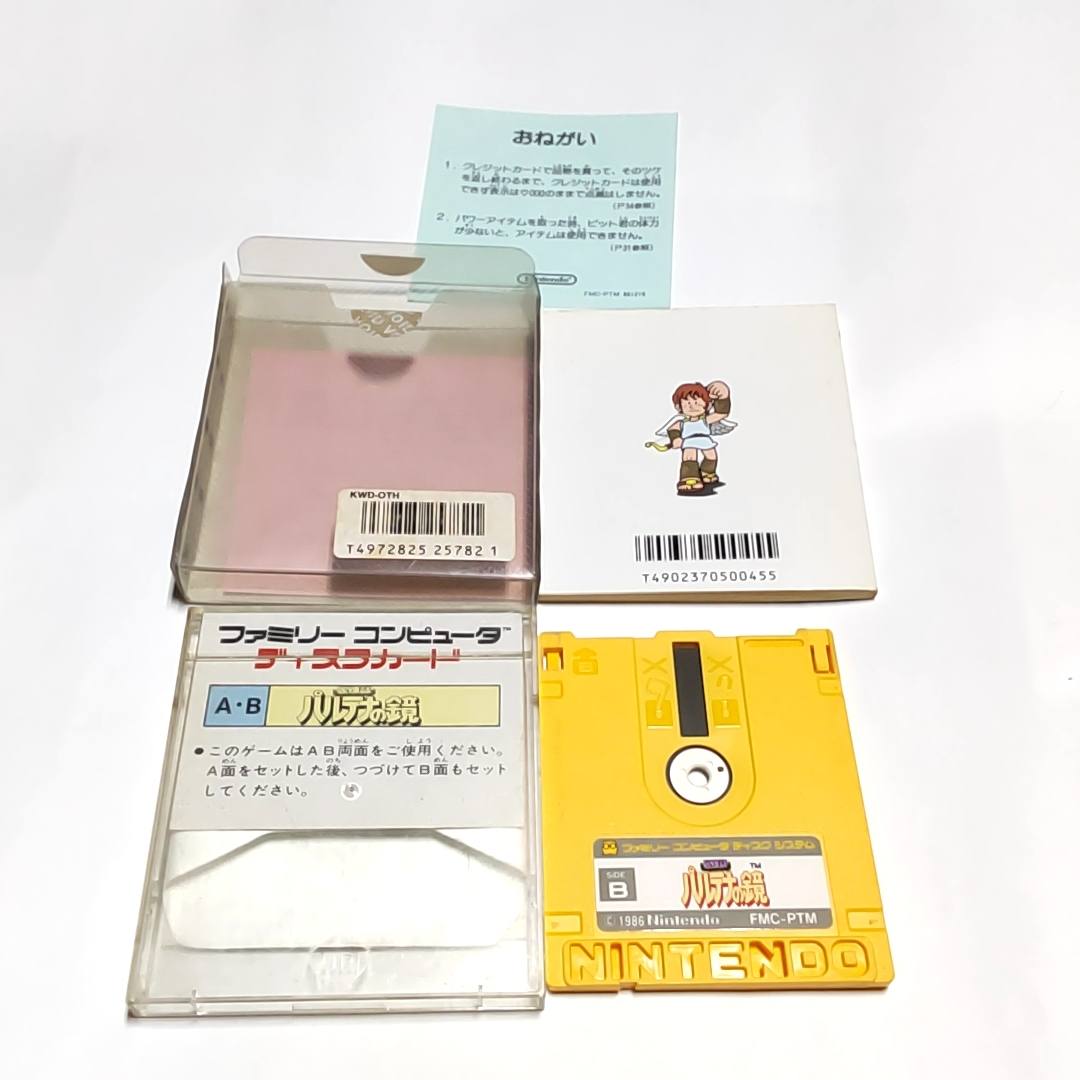 おねがい
1. クレジットカードで品物を買って、そのツケ
を返し終わるまで、クレジットカードは使用
できず表示は♡000のままで点滅はしません。
(P34参照)
2. パワーアイテムを取った時、ピット君の体力
が少ないと、アイテムは使用できません。
(P31参照)
Nintendo
FMC-PTM
KWD-OTH
T4972825 25782 1
T4902370500455
ファミリー コンピュータ™
ディスクカード
A・B
パルテナの鏡
●このゲームはAB両面をご使用ください。
A面をセットした後、つづけてB面もセット
してください。
ファミリー コンピュータ ディスク システム
SIDE
B
パルテナの鏡
™
© 1986 Nintendo FMC-PTM
NINTENDO